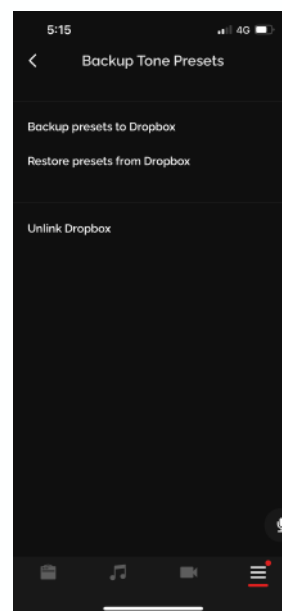 5:15
4G
Backup Tone Presets
Backup presets to Dropbox
Restore presets from Dropbox
Unlink Dropbox